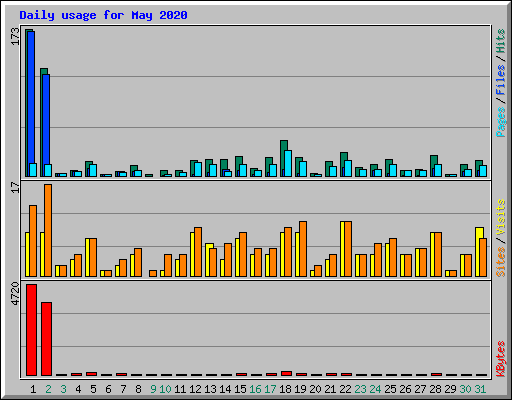 Daily usage for May 2020
173
Pages / Files / Hits
17
Sites / Visits
4720
KBytes
1 2 3 4 5 6 7 8 9 10 11 12 13 14 15 16 17 18 19 20 21 22 23 24 25 26 27 28 29 30 31